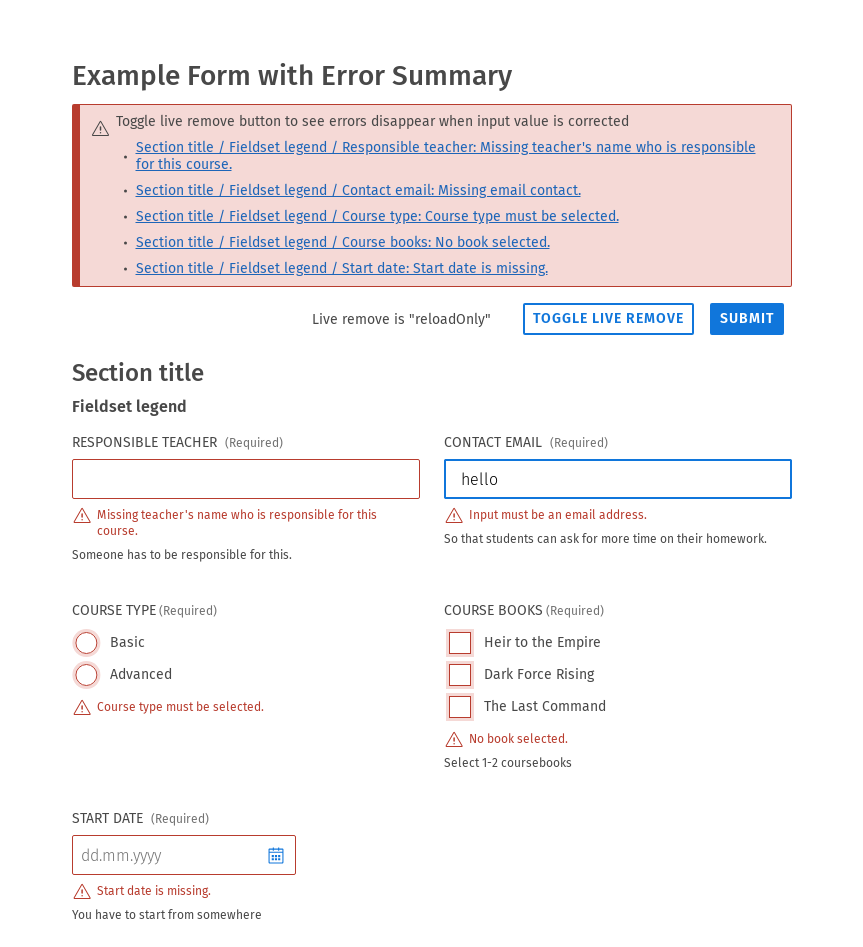 Example Form with Error Summary
Toggle live remove button to see errors disappear when input value is corrected
Section title / Fieldset legend / Responsible teacher: Missing teacher's name who is responsible
for this course.
Section title / Fieldset legend / Contact email: Missing email contact.
Section title / Fieldset legend / Course type: Course type must be selected.
Section title / Fieldset legend / Course books: No book selected.
Section title / Fieldset legend / Start date: Start date is missing.
Live remove is "reloadOnly"
TOGGLE LIVE REMOVE
SUBMIT
Section title
Fieldset legend
RESPONSIBLE TEACHER (Required)
Missing teacher's name who is responsible for this
course.
Someone has to be responsible for this.
CONTACT EMAIL (Required)
hello
Input must be an email address.
So that students can ask for more time on their homework.
COURSE TYPE (Required)
Basic
Advanced
Course type must be selected.
COURSE BOOKS (Required)
Heir to the Empire
Dark Force Rising
The Last Command
No book selected.
Select 1-2 coursebooks
START DATE (Required)
dd.mm.yyyy
Start date is missing.
You have to start from somewhere